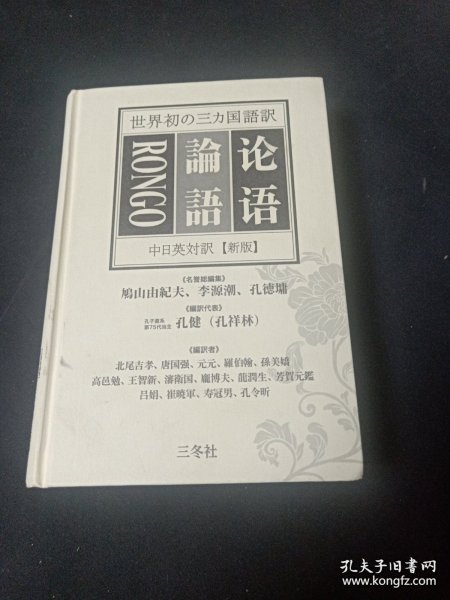 世界初の三カ国語訳
RONGO
論語
论语
中日英対訳【新版】
《名誉総編集》
鳩山由紀夫、李源潮、孔徳墉
《編訳代表》
孔子直系
第75代当主 孔健（孔祥林）
《編訳者》
北尾吉孝、唐国强、元元、羅伯翰、孫美嬌
高邑勉、王智新、瀋衛国、龐博夫、龍潤生、芳賀元鑑
吕娟、崔暁軍、寿冠男、孔令昕
三冬社
孔夫子旧书网
www.kongfz.com